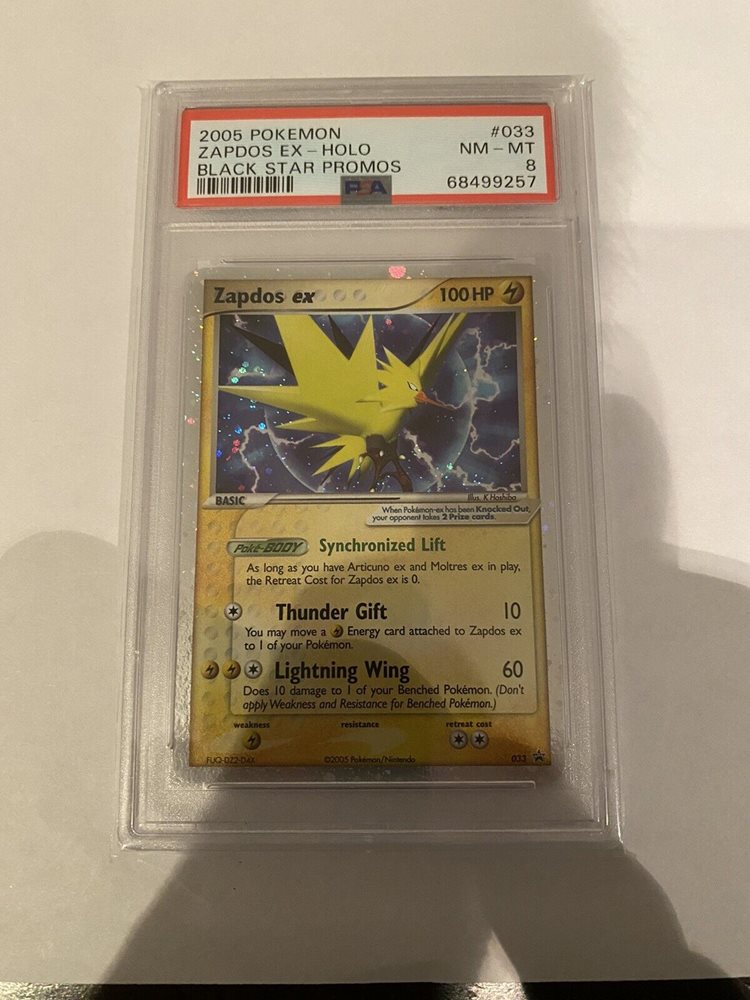 2005 POKEMON #033
ZAPDOS EX-HOLO NM-MT
BLACK STAR PROMOS 8
PSA 68499257
Zapdos ex 100 HP
BASIC Illus. K Hoshiba
When Pokémon-ex has been Knocked Out,
your opponent takes 2 Prize cards.
Poké-BODY Synchronized Lift
As long as you have Articuno ex and Moltres ex in play,
the Retreat Cost for Zapdos ex is 0.
Thunder Gift 10
You may move a Energy card attached to Zapdos ex
to 1 of your Pokémon.
Lightning Wing 60
Does 10 damage to 1 of your Benched Pokémon. (Don't
apply Weakness and Resistance for Benched Pokémon.)
weakness resistance retreat cost
FUQ-DZ2-D4X ©2005 Pokémon/Nintendo 033